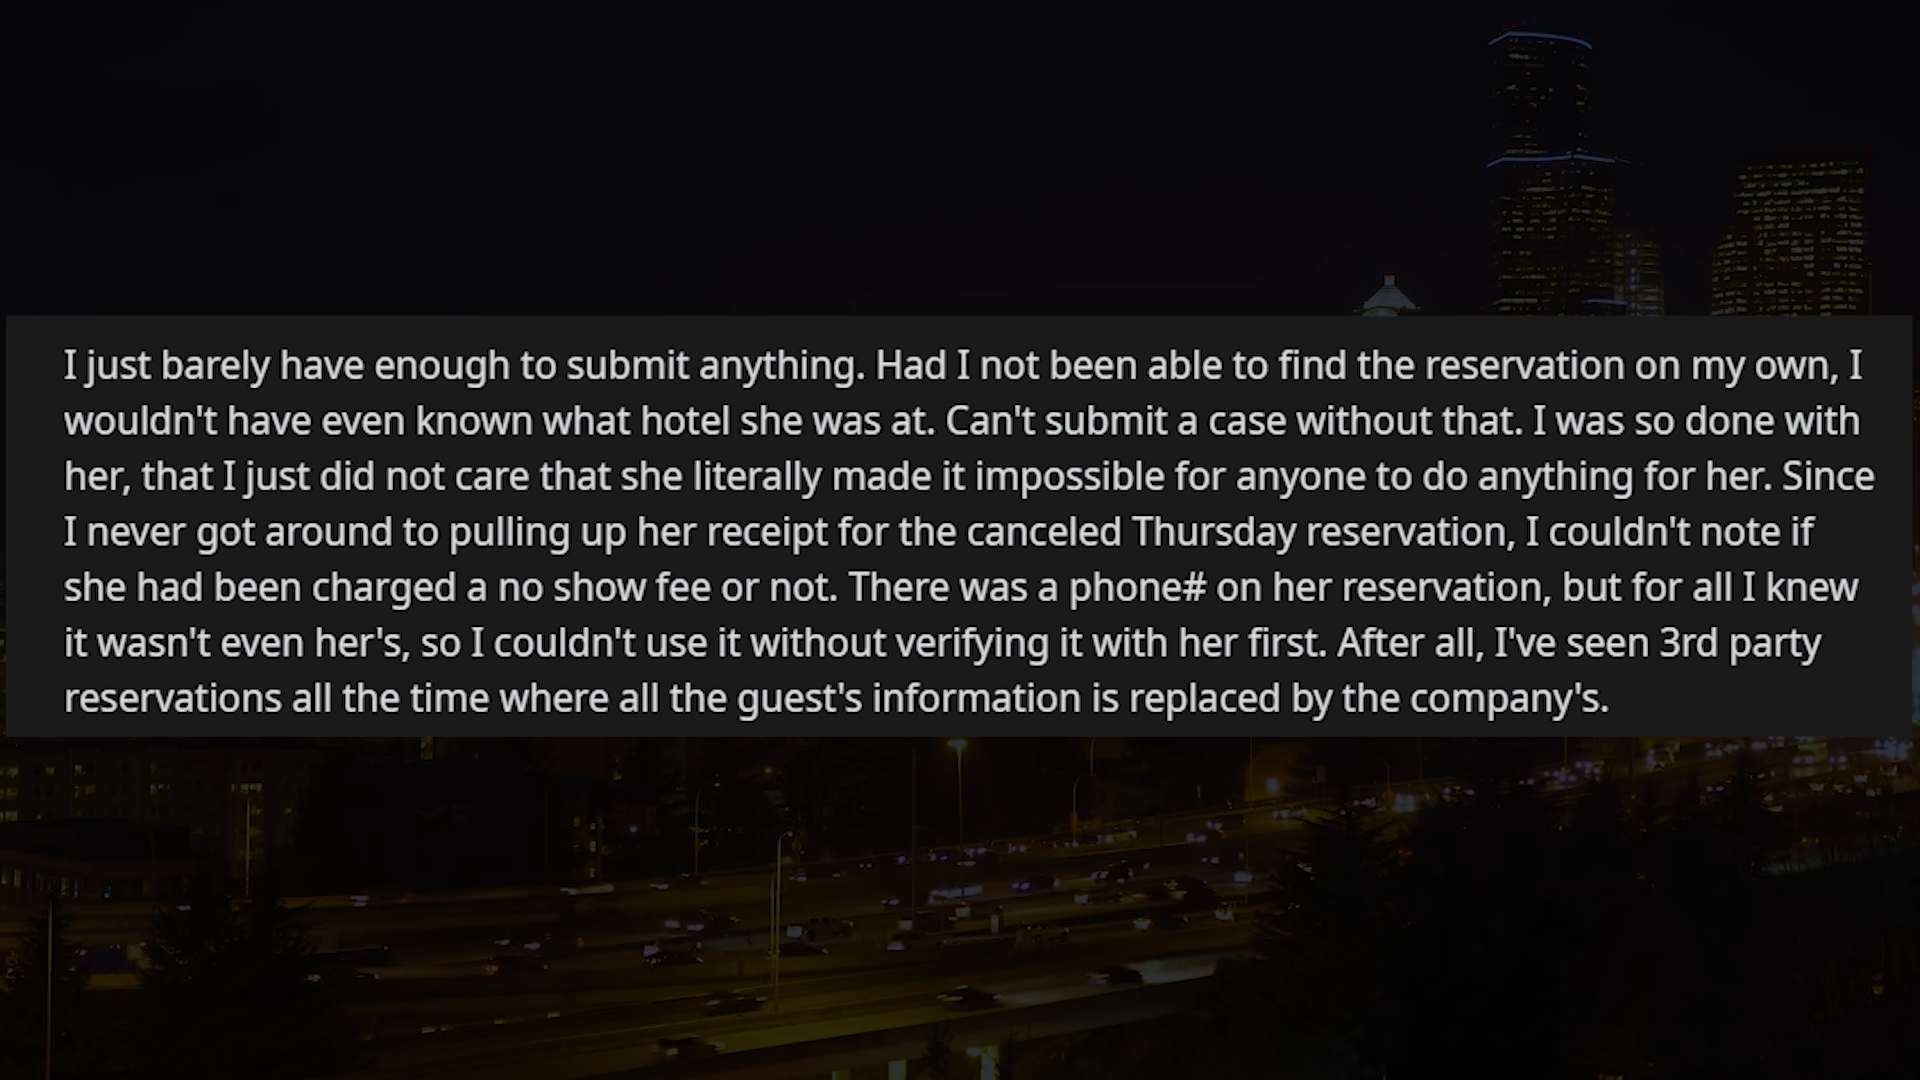 I just barely have enough to submit anything. Had I not been able to find the reservation on my own, I
wouldn't have even known what hotel she was at. Can't submit a case without that. I was so done with
her, that I just did not care that she literally made it impossible for anyone to do anything for her. Since
I never got around to pulling up her receipt for the canceled Thursday reservation, I couldn't note if
she had been charged a no show fee or not. There was a phone# on her reservation, but for all I knew
it wasn't even her's, so I couldn't use it without verifying it with her first. After all, I've seen 3rd party
reservations all the time where all the guest's information is replaced by the company's.